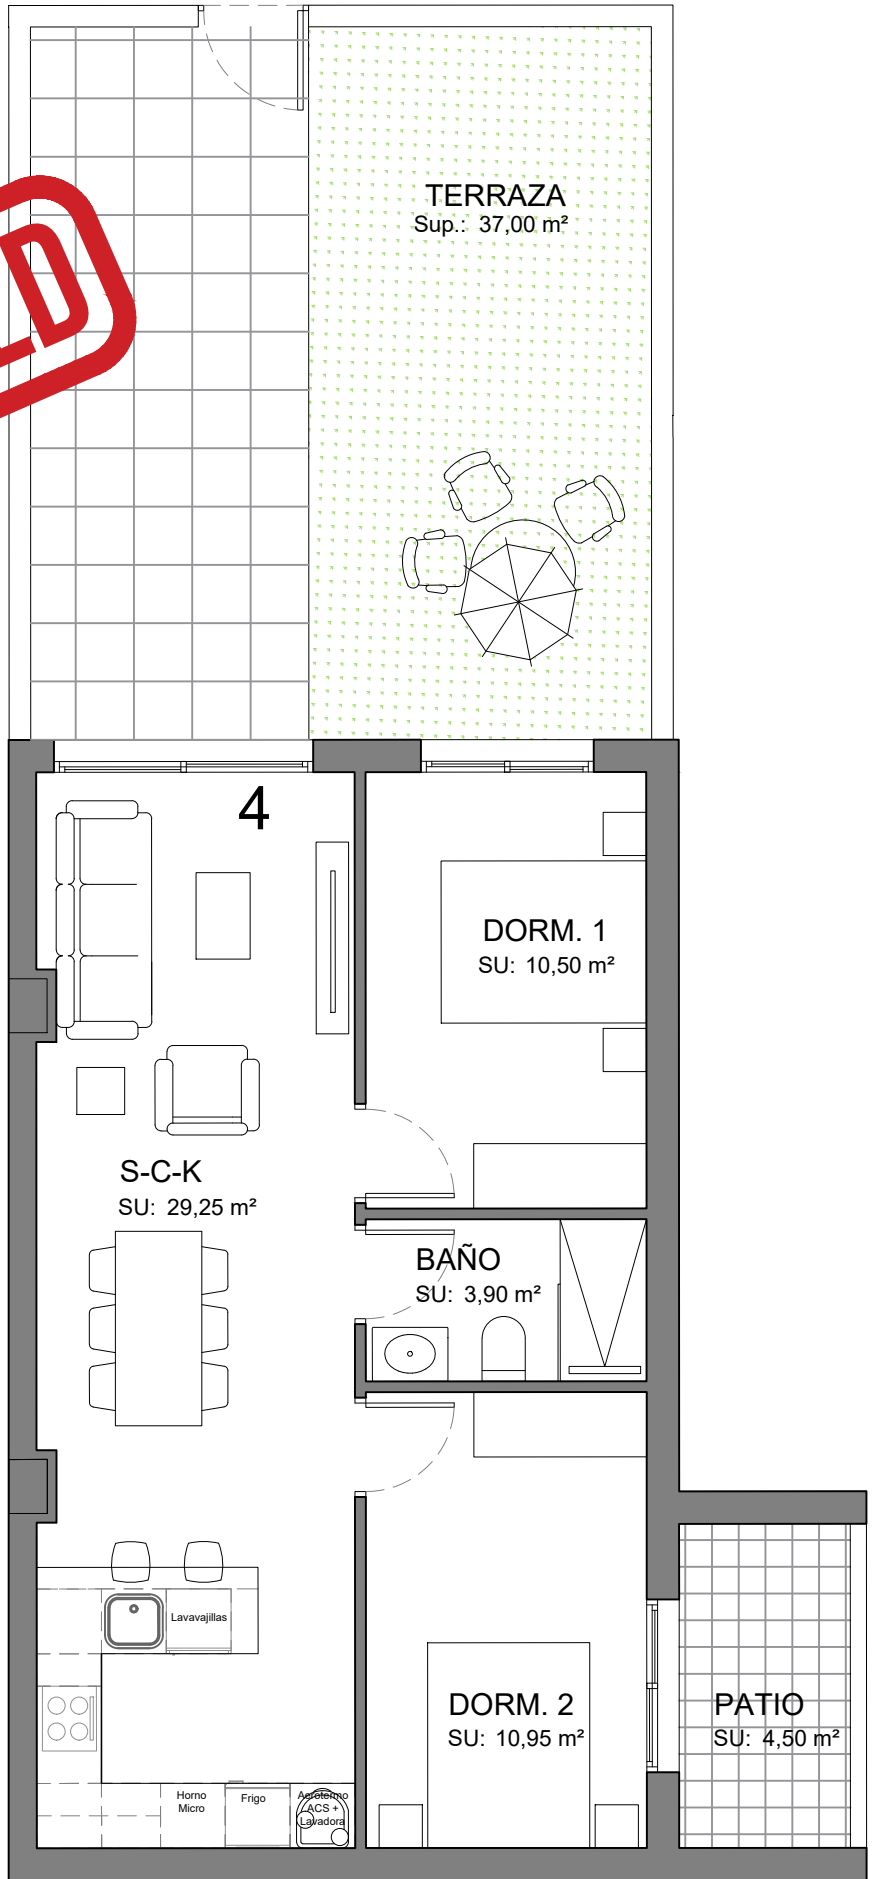 TERRAZA
Sup.: 37,00 m²
LD
4
DORM. 1
SU: 10,50 m²
S-C-K
SU: 29,25 m²
BAÑO
SU: 3,90 m²
Lavavajillas
DORM. 2
SU: 10,95 m²
PATIO
SU: 4,50 m²
Horno
Micro
Frigo
Aerotermo
ACS +
Lavadora